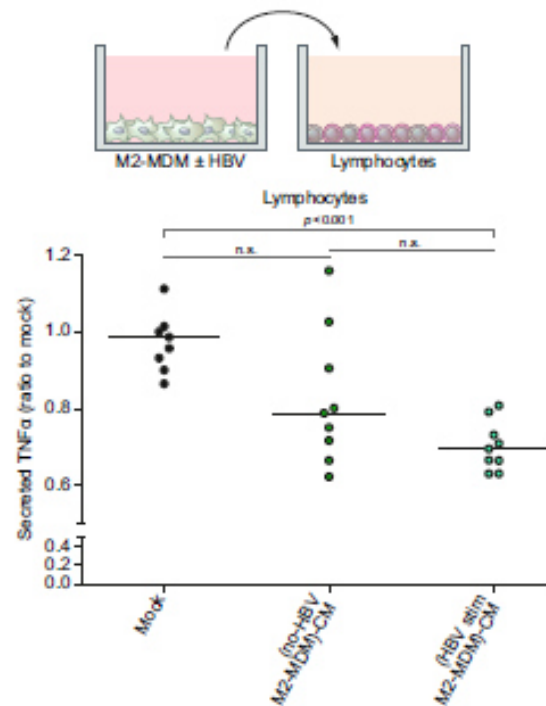 M2-MDM ± HBV
Lymphocytes
Lymphocytes
p<0.001
n.s.
n.s.
Secreted TNFα (ratio to mock)
1.2
1.0
0.8
0.6
0.4
0.2
0.0
Mock
(no-HBV
M2-MDM)-CM
(HBV stim
M2-MDM)-CM